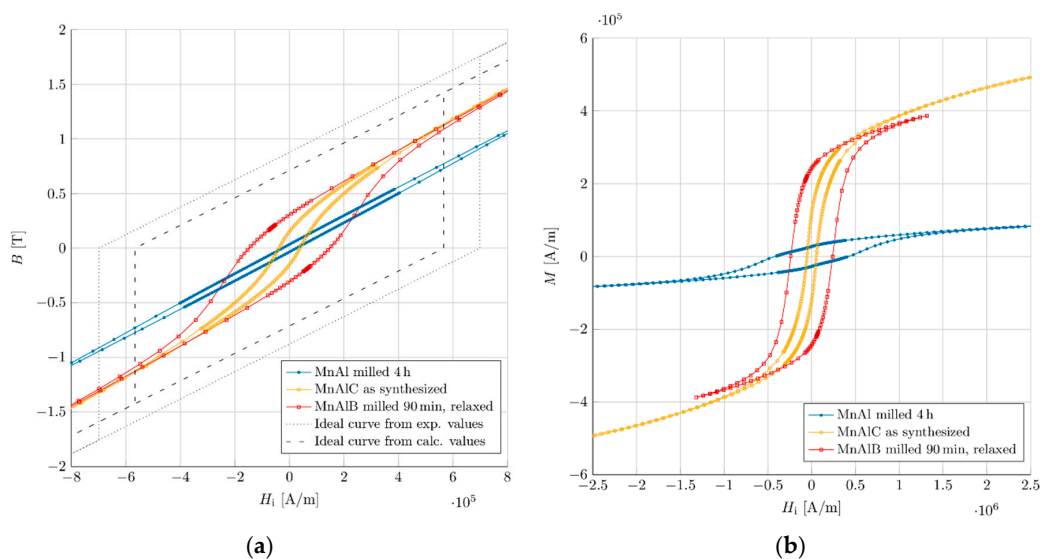 2
1.5
1
0.5
0
−0.5
−1
−1.5
−2
B [T]
−8 −6 −4 −2 0 2 4 6 8
·10⁵
H_i [A/m]
MnAl milled 4 h
MnAlC as synthesized
MnAlB milled 90 min, relaxed
Ideal curve from exp. values
Ideal curve from calc. values
(a)
·10⁵
6
4
2
0
−2
−4
−6
M [A/m]
−2.5 −2 −1.5 −1 −0.5 0 0.5 1 1.5 2 2.5
·10⁶
H_i [A/m]
MnAl milled 4 h
MnAlC as synthesized
MnAlB milled 90 min, relaxed
(b)